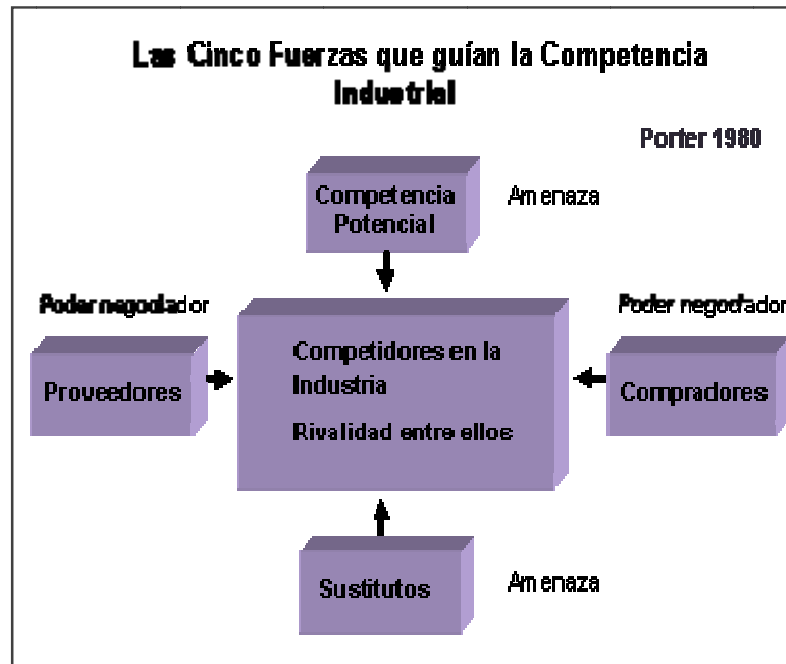 Las Cinco Fuerzas que guían la Competencia
Industrial
Porter 1980
Competencia
Potencial
Amenaza
Poder negociador
Poder negociador
Proveedores
Competidores en la
Industria
Rivalidad entre ellos
Compradores
Sustitutos
Amenaza